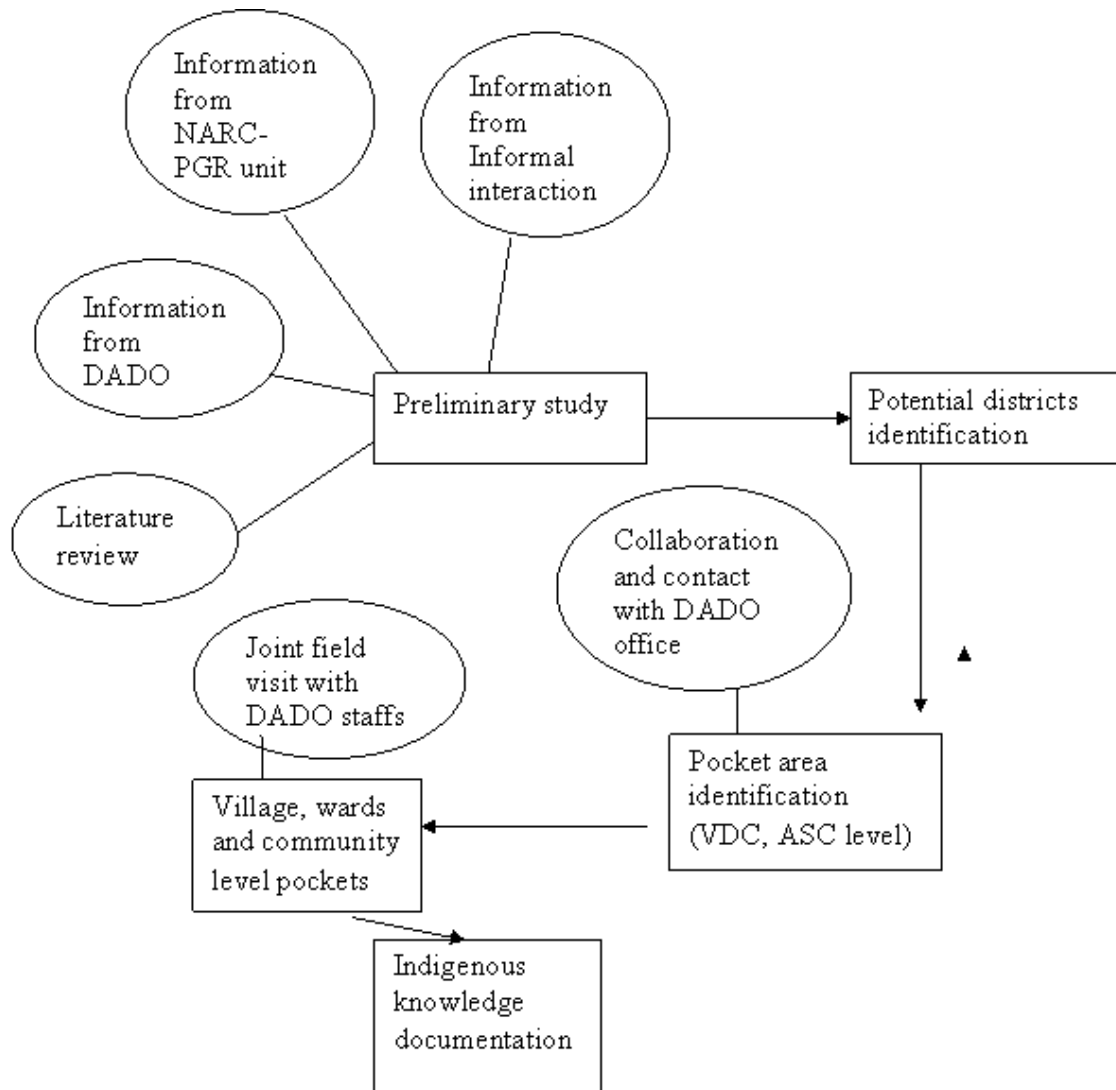 Information
from
NARC-
PGR unit
Information
from
Informal
interaction
Information
from
DADO
Preliminary study
Potential districts
identification
Literature
review
Collaboration
and contact
with DADO
office
Joint field
visit with
DADO staffs
Pocket area
identification
(VDC, ASC level)
Village, wards
and community
level pockets
Indigenous
knowledge
documentation